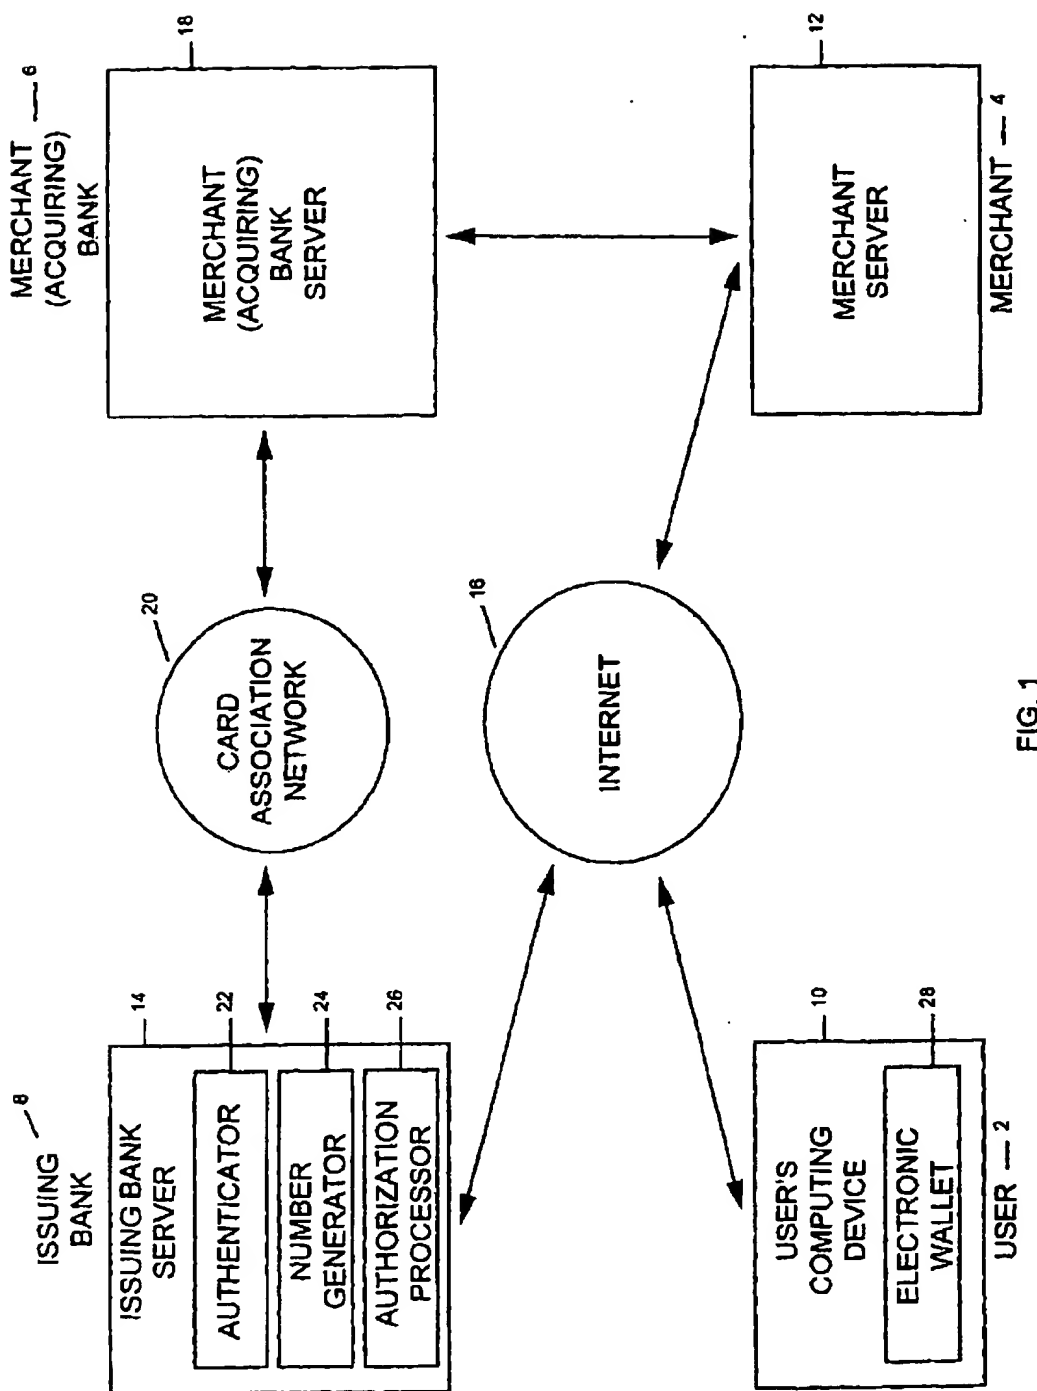 ISSUING
BANK
8
ISSUING BANK
SERVER
14
AUTHENTICATOR
22
NUMBER
GENERATOR
24
AUTHORIZATION
PROCESSOR
26
CARD
ASSOCIATION
NETWORK
20
MERCHANT
(ACQUIRING)
BANK
6
MERCHANT
(ACQUIRING)
BANK
SERVER
18
INTERNET
16
USER'S
COMPUTING
DEVICE
10
ELECTRONIC
WALLET
28
USER — 2
MERCHANT
SERVER
12
MERCHANT — 4
FIG. 1